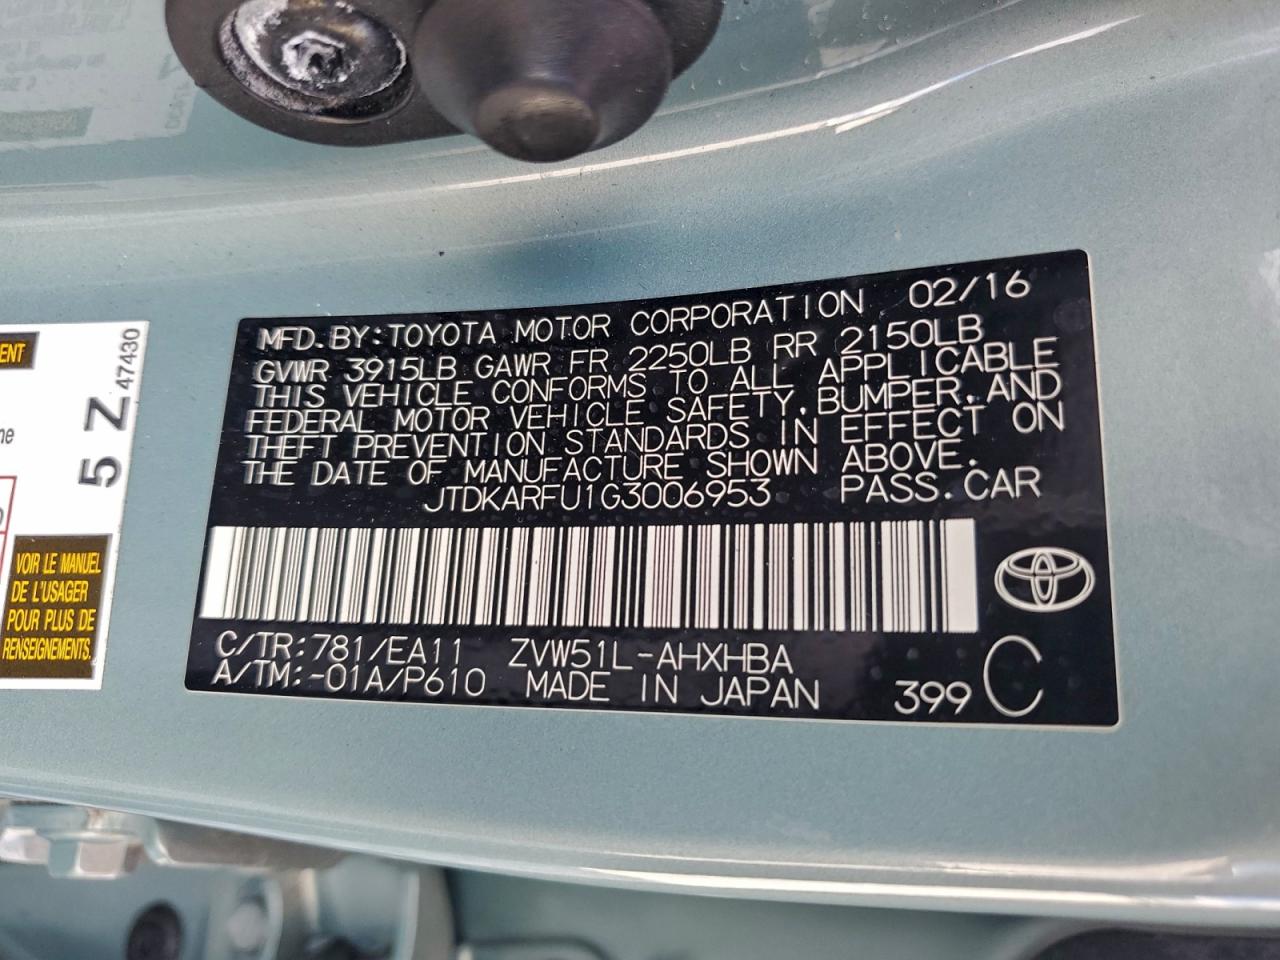 MFD.BY:TOYOTA MOTOR CORPORATION 02/16
GVWR 3915LB GAWR FR 2250LB RR 2150LB
THIS VEHICLE CONFORMS TO ALL APPLICABLE
FEDERAL MOTOR VEHICLE SAFETY,BUMPER,AND
THEFT PREVENTION STANDARDS IN EFFECT ON
THE DATE OF MANUFACTURE SHOWN ABOVE.
JTDKARFU1G3006953 PASS.CAR
C/TR:781/EA11 ZVW51L-AHXHBA
A/TM:-01A/P610 MADE IN JAPAN 399 C
5 Z 47430
VOIR LE MANUEL
DE L'USAGER
POUR PLUS DE
RENSEIGNEMENTS.